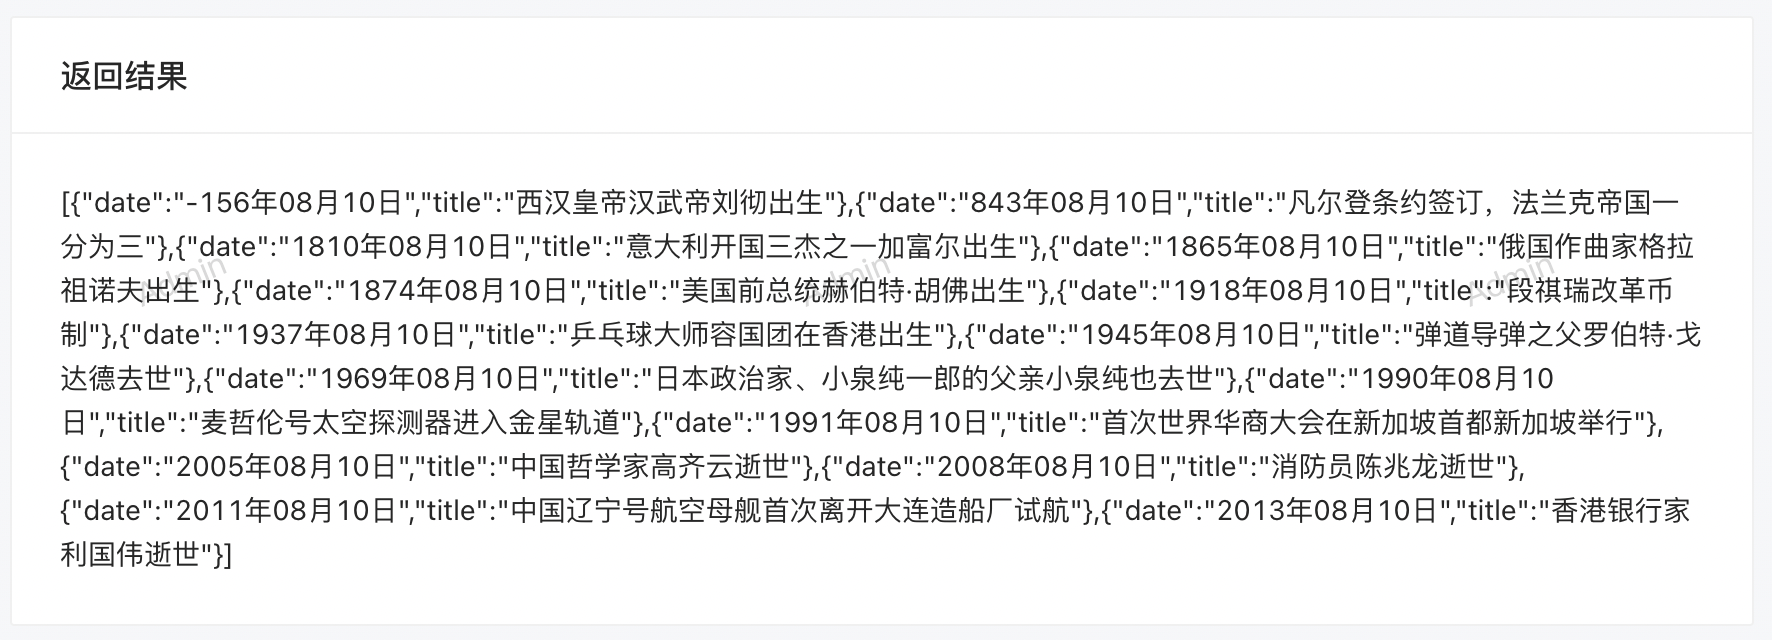 返回结果
[{"date":"-156年08月10日","title":"西汉皇帝汉武帝刘彻出生"},{"date":"843年08月10日","title":"凡尔登条约签订，法兰克帝国一
分为三"},{"date":"1810年08月10日","title":"意大利开国三杰之一加富尔出生"},{"date":"1865年08月10日","title":"俄国作曲家格拉
祖诺夫出生"},{"date":"1874年08月10日","title":"美国前总统赫伯特·胡佛出生"},{"date":"1918年08月10日","title":"段祺瑞改革币
制"},{"date":"1937年08月10日","title":"乒乓球大师容国团在香港出生"},{"date":"1945年08月10日","title":"弹道导弹之父罗伯特·戈
达德去世"},{"date":"1969年08月10日","title":"日本政治家、小泉纯一郎的父亲小泉纯也去世"},{"date":"1990年08月10
日","title":"麦哲伦号太空探测器进入金星轨道"},{"date":"1991年08月10日","title":"首次世界华商大会在新加坡首都新加坡举行"},
{"date":"2005年08月10日","title":"中国哲学家高齐云逝世"},{"date":"2008年08月10日","title":"消防员陈兆龙逝世"},
{"date":"2011年08月10日","title":"中国辽宁号航空母舰首次离开大连造船厂试航"},{"date":"2013年08月10日","title":"香港银行家
利国伟逝世"}]
Admin
Admin
Admin